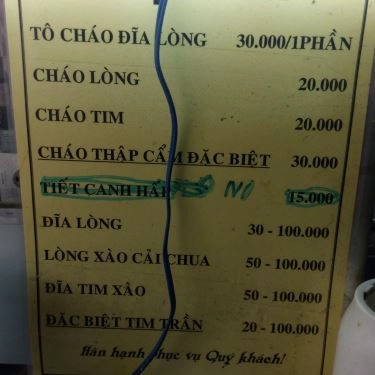 TÔ CHÁO ĐĨA LÒNG 30.000/1PHẦN
CHÁO LÒNG 20.000
CHÁO TIM 20.000
CHÁO THẬP CẨM ĐẶC BIỆT 30.000
TIẾT CANH NO 15.000
ĐĨA LÒNG 30 - 100.000
LÒNG XÀO CẢI CHUA 50 - 100.000
ĐĨA TIM XÀO 50 - 100.000
ĐẶC BIỆT TIM TRẦN 20 - 100.000
Hân hạnh phục vụ Quý khách!